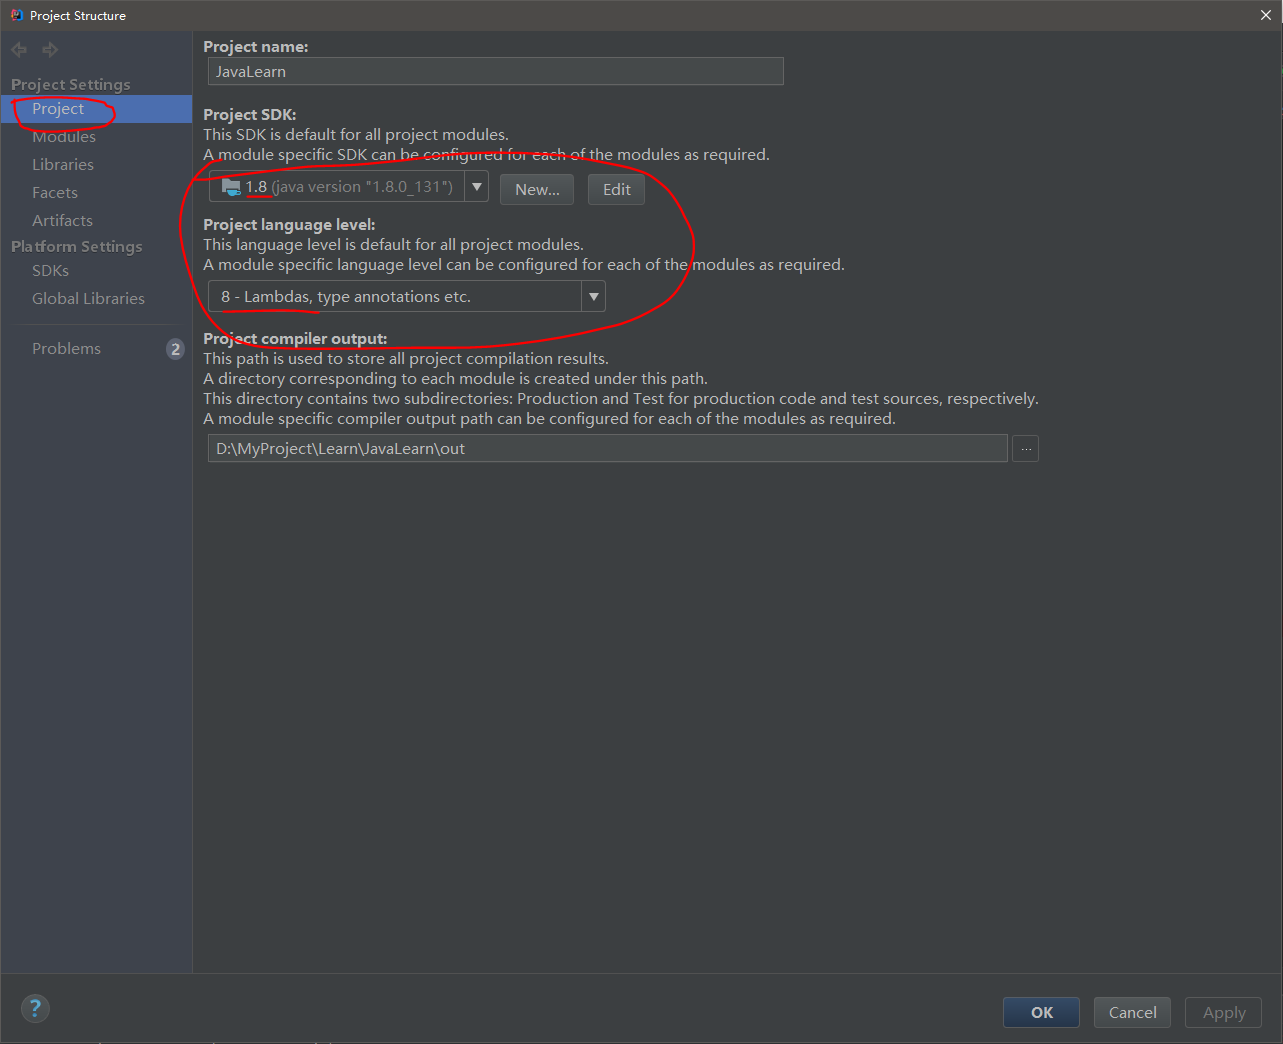 Project Structure
Project Settings
Project
Modules
Libraries
Facets
Artifacts
Platform Settings
SDKs
Global Libraries
Problems
2
Project name:
JavaLearn
Project SDK:
This SDK is default for all project modules.
A module specific SDK can be configured for each of the modules as required.
1.8 (java version "1.8.0_131")
New...
Edit
Project language level:
This language level is default for all project modules.
A module specific language level can be configured for each of the modules as required.
8 - Lambdas, type annotations etc.
Project compiler output:
This path is used to store all project compilation results.
A directory corresponding to each module is created under this path.
This directory contains two subdirectories: Production and Test for production code and test sources, respectively.
A module specific compiler output path can be configured for each of the modules as required.
D:\MyProject\Learn\JavaLearn\out
...
?
OK
Cancel
Apply